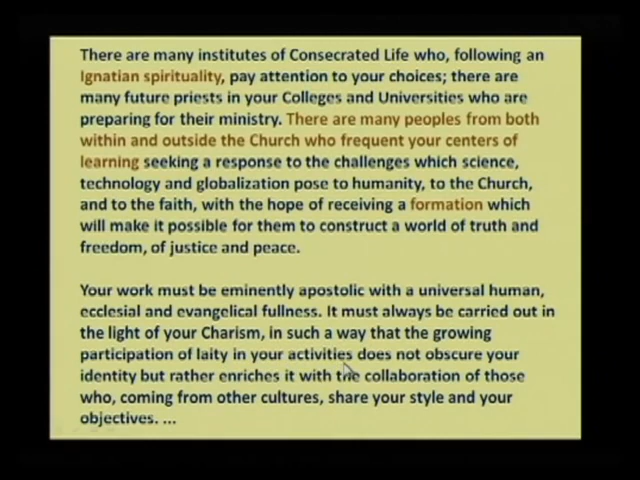 There are many institutes of Consecrated Life who, following an
Ignatian spirituality, pay attention to your choices; there are
many future priests in your Colleges and Universities who are
preparing for their ministry. There are many peoples from both
within and outside the Church who frequent your centers of
learning seeking a response to the challenges which science,
technology and globalization pose to humanity, to the Church,
and to the faith, with the hope of receiving a formation which
will make it possible for them to construct a world of truth and
freedom, of justice and peace.
Your work must be eminently apostolic with a universal human,
ecclesial and evangelical fullness. It must always be carried out in
the light of your Charism, in such a way that the growing
participation of laity in your activities does not obscure your
identity but rather enriches it with the collaboration of those
who, coming from other cultures, share your style and your
objectives. ...